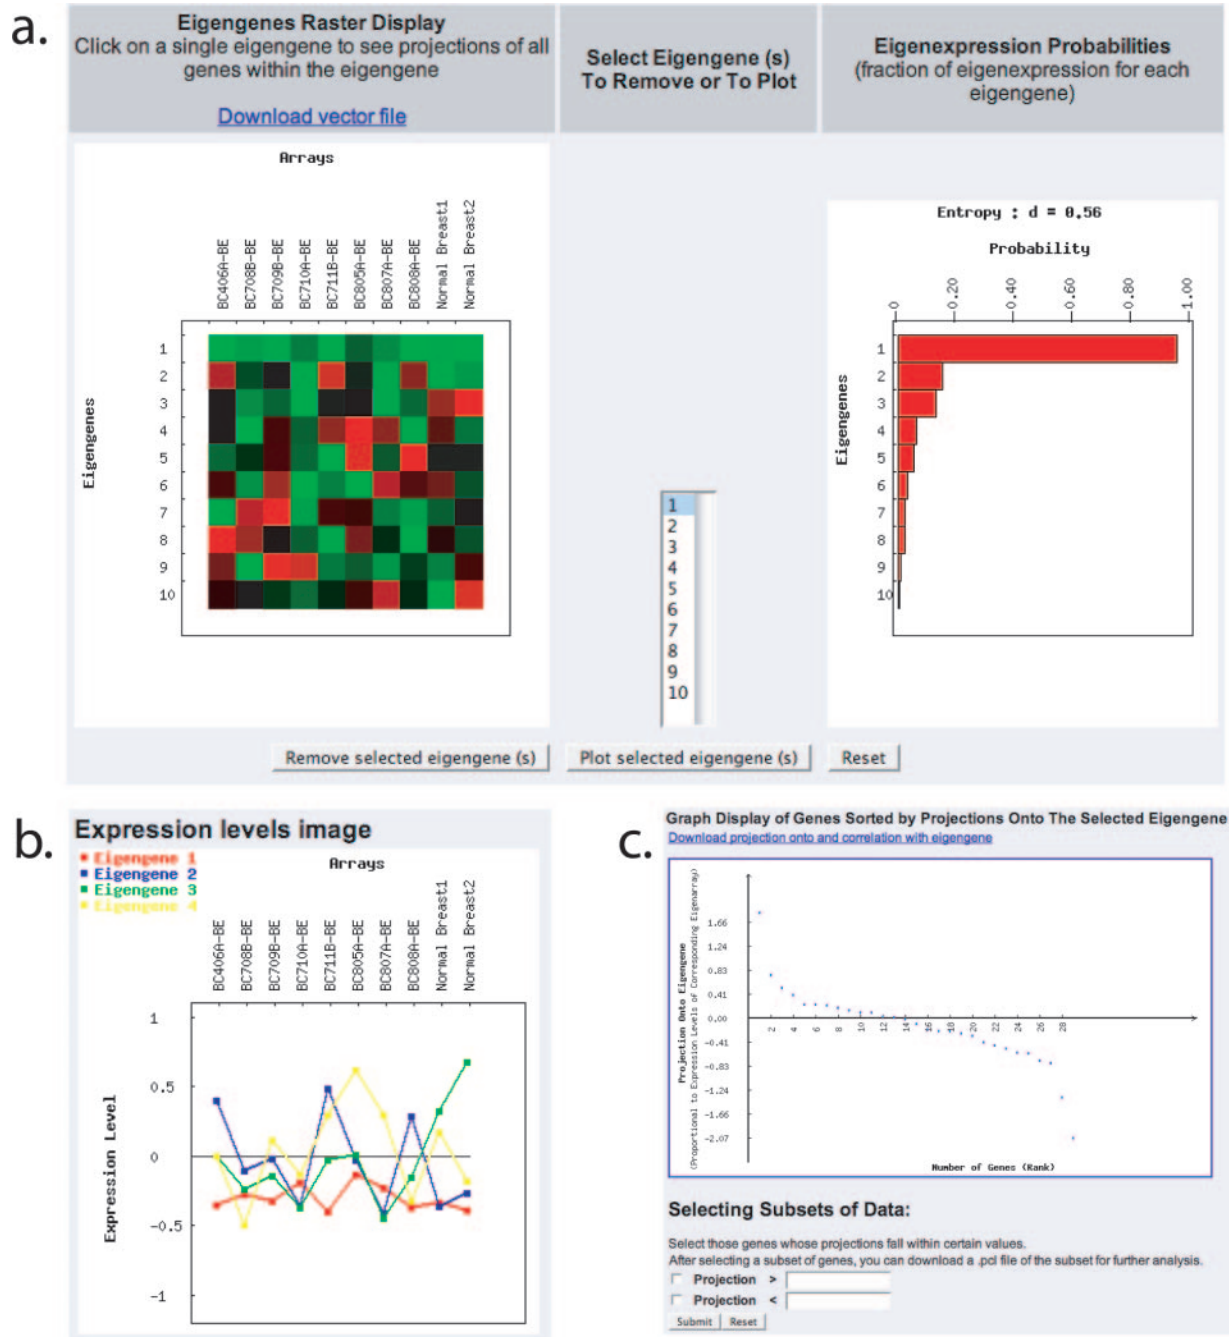 a.
Eigengenes Raster Display
Click on a single eigengene to see projections of all
genes within the eigengene
Download vector file
Select Eigengene (s)
To Remove or To Plot
Eigenexpression Probabilities
(fraction of eigenexpression for each
eigengene)
Arrays
BC406A-BE
BC708B-BE
BC709B-BE
BC710A-BE
BC711B-BE
BC805A-BE
BC807A-BE
BC808A-BE
Normal Breast1
Normal Breast2
Eigengenes
1
2
3
4
5
6
7
8
9
10
1
2
3
4
5
6
7
8
9
10
Entropy : d = 0.56
Probability
0
0.20
0.40
0.60
0.80
1.00
Eigengenes
1
2
3
4
5
6
7
8
9
10
Remove selected eigengene (s)
Plot selected eigengene (s)
Reset
b.
Expression levels image
Eigengene 1
Eigengene 2
Eigengene 3
Eigengene 4
Arrays
BC406A-BE
BC708B-BE
BC709B-BE
BC710A-BE
BC711B-BE
BC805A-BE
BC807A-BE
BC808A-BE
Normal Breast1
Normal Breast2
Expression Level
1
0.5
0
-0.5
-1
c.
Graph Display of Genes Sorted by Projections Onto The Selected Eigengene
Download projection onto and correlation with eigengene
Projection Onto Eigengene
(Proportional to Expression Levels of Corresponding Eigenarray)
1.66
1.24
0.83
0.41
0.00
-0.41
-0.83
-1.24
-1.66
-2.07
2
4
6
8
10
12
14
16
18
20
22
24
26
28
Number of Genes (Rank)
Selecting Subsets of Data:
Select those genes whose projections fall within certain values.
After selecting a subset of genes, you can download a .pcl file of the subset for further analysis.
Projection >
Projection <
Submit
Reset